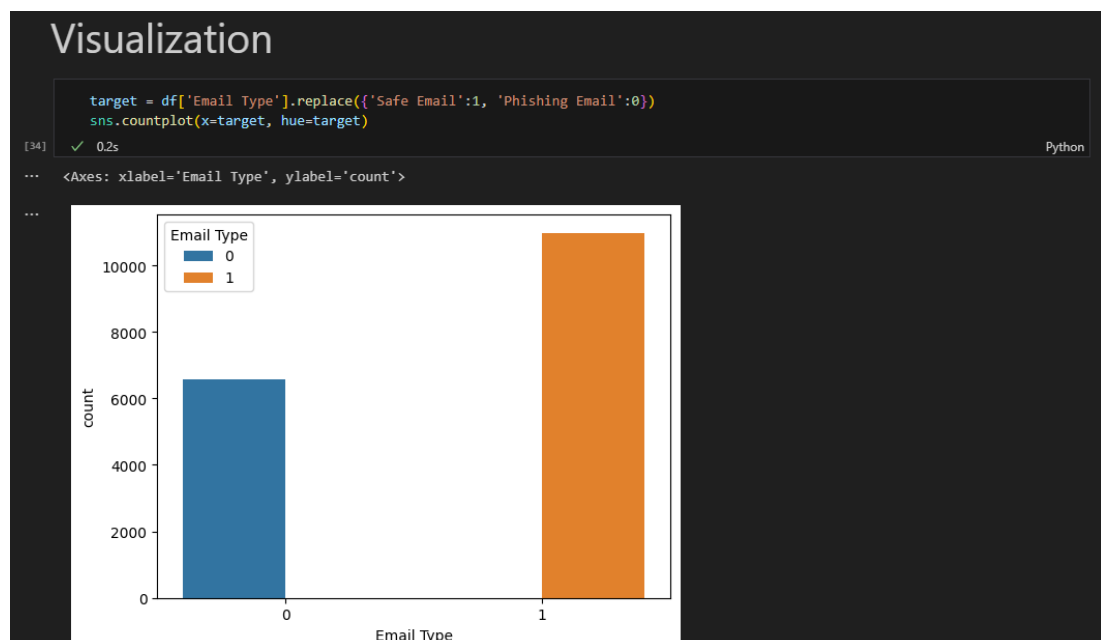 Visualization
target = df['Email Type'].replace({'Safe Email':1, 'Phishing Email':0})
sns.countplot(x=target, hue=target)
[34]
✓ 0.2s
Python
... <Axes: xlabel='Email Type', ylabel='count'>
...
Email Type
0
1
10000
8000
6000
4000
2000
0
count
0 1
Email Type